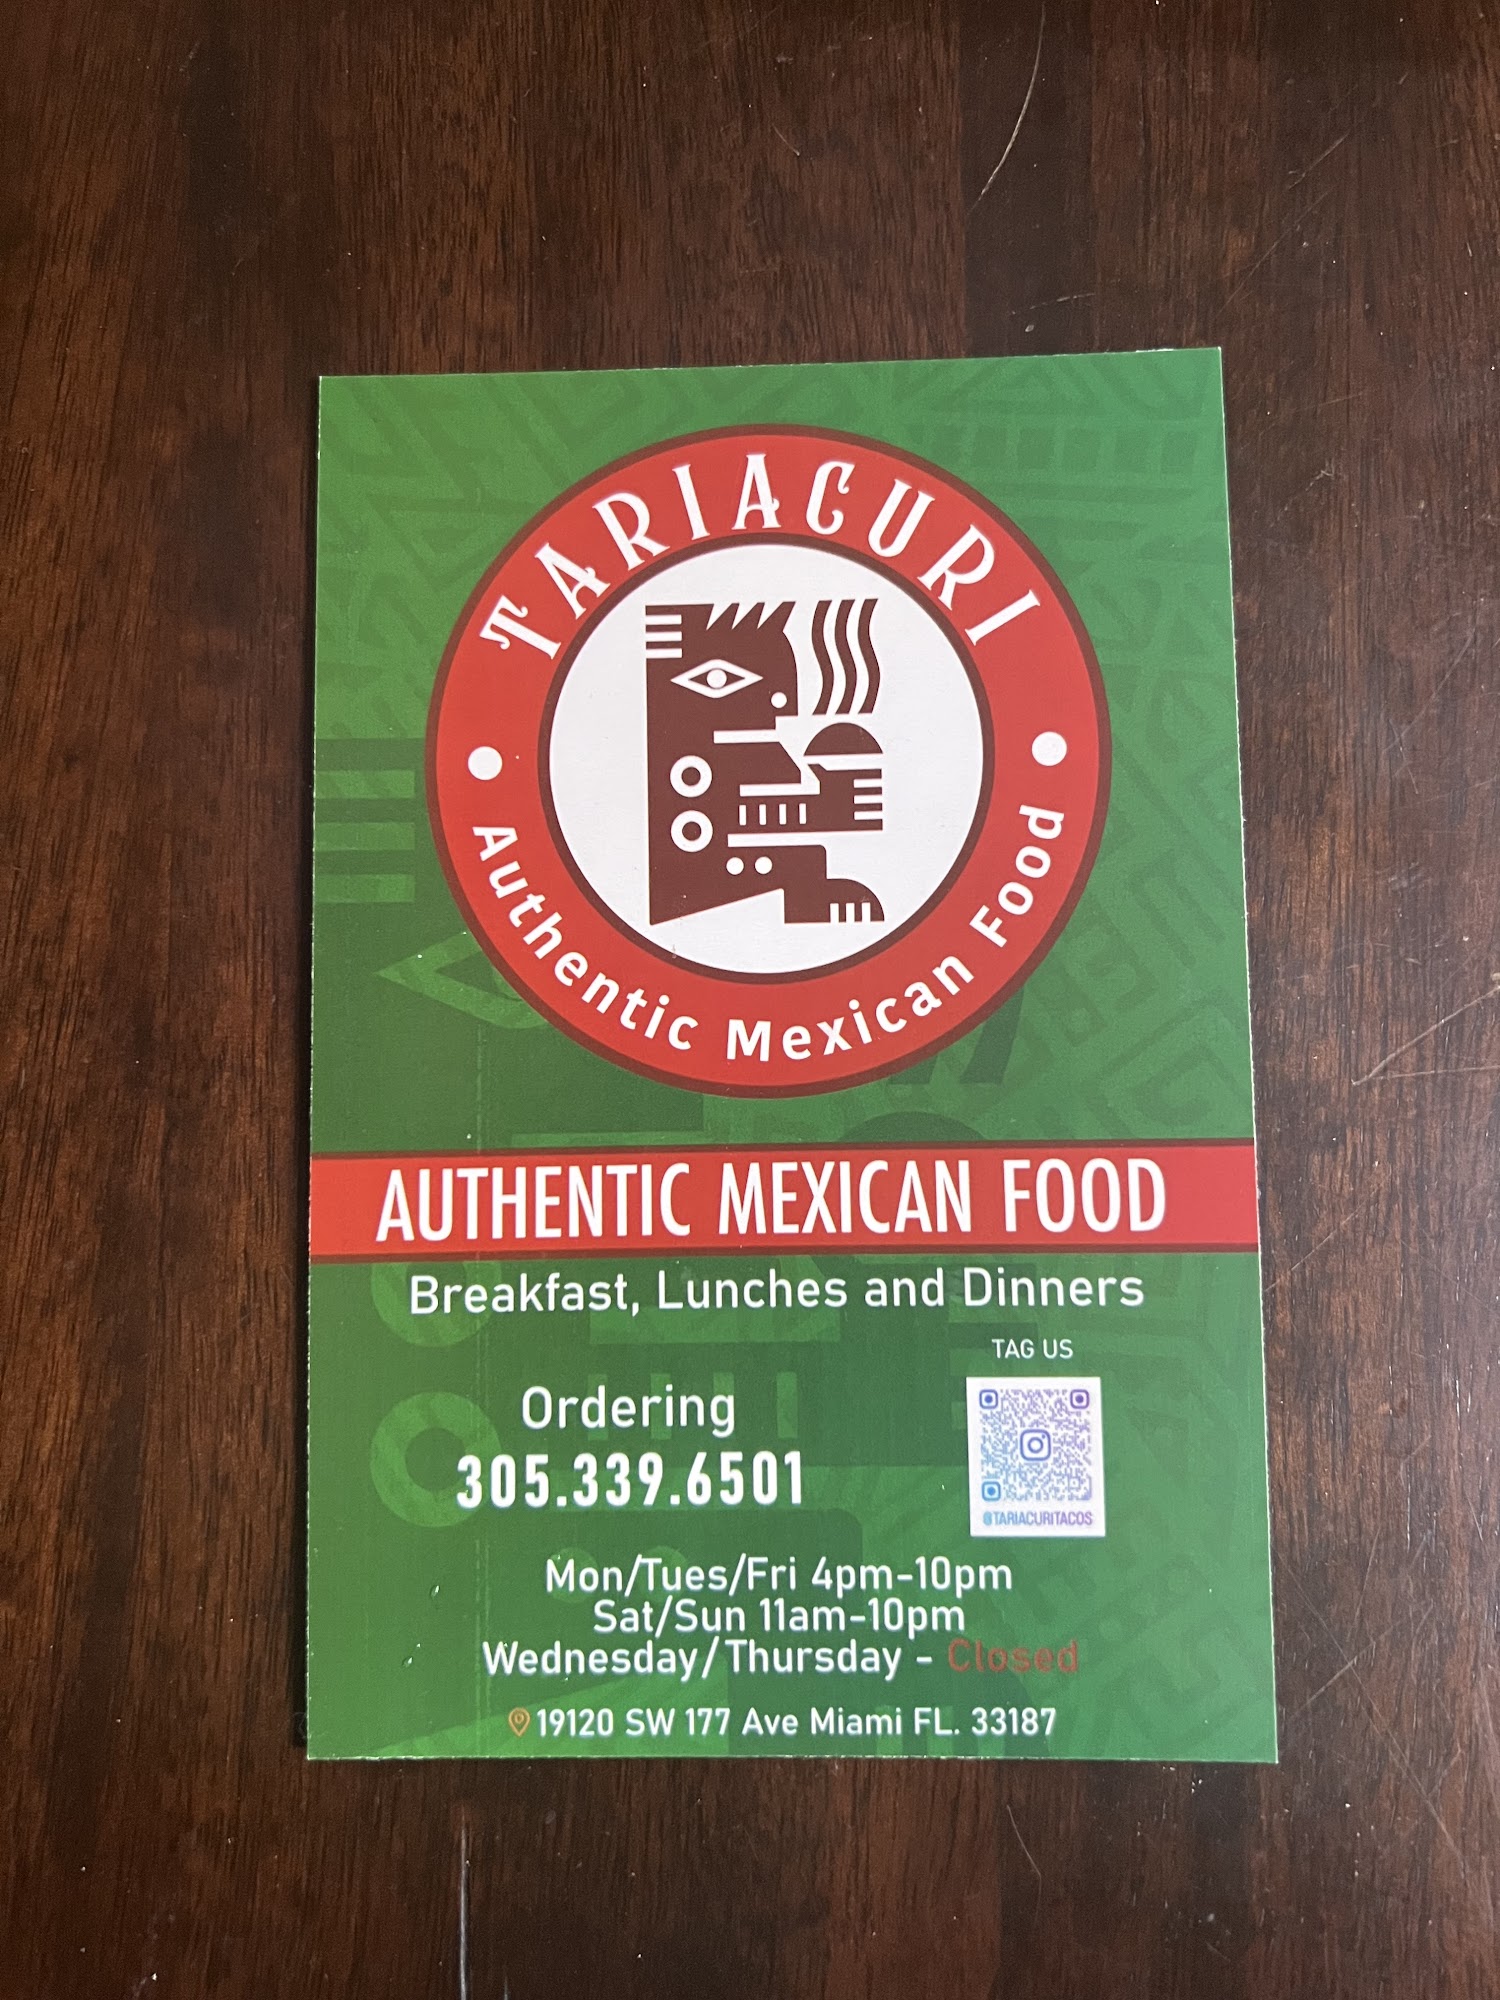 TARIACURI
Authentic Mexican Food
AUTHENTIC MEXICAN FOOD
Breakfast, Lunches and Dinners
TAG US
Ordering
305.339.6501
@TARIACURITACOS
Mon/Tues/Fri 4pm-10pm
Sat/Sun 11am-10pm
Wednesday/Thursday - Closed
19120 SW 177 Ave Miami FL. 33187